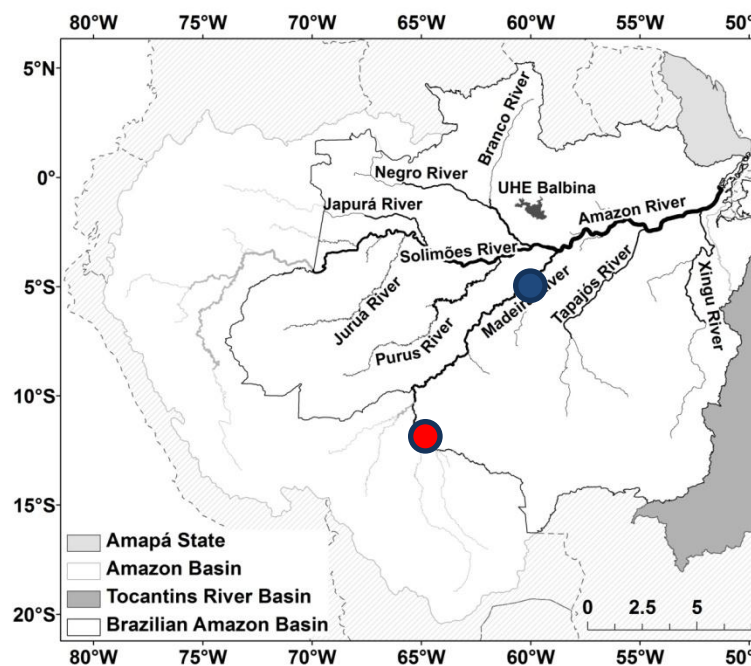 80°W 75°W 70°W 65°W 60°W 55°W 50°
5°N
0°
5°S
10°S
15°S
20°S
Branco River
Negro River
UHE Balbina
Japurá River
Amazon River
Solimões River
Juruá River
Purus River
Tapajós River
Xingu River
Amapá State
Amazon Basin
Tocantins River Basin
Brazilian Amazon Basin
0 2.5 5
80°W 75°W 70°W 65°W 60°W 55°W 50°